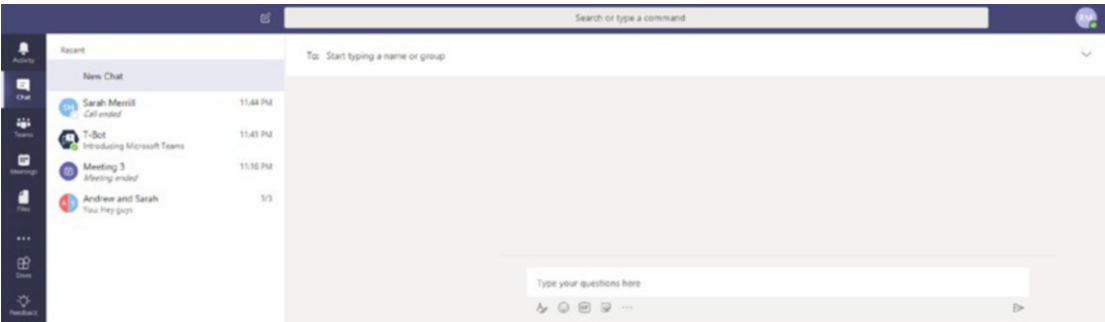 Search or type a command
Activity
Chat
Teams
Meetings
Files
Store
Feedback
Recent
New Chat
Sarah Merrill 11:44 PM
Call ended
T-Bot 11:41 PM
Introducing Microsoft Teams
Meeting 3 11:16 PM
Meeting ended
Andrew and Sarah 3/3
You: Hey guys
To: Start typing a name or group
Type your questions here
GIF